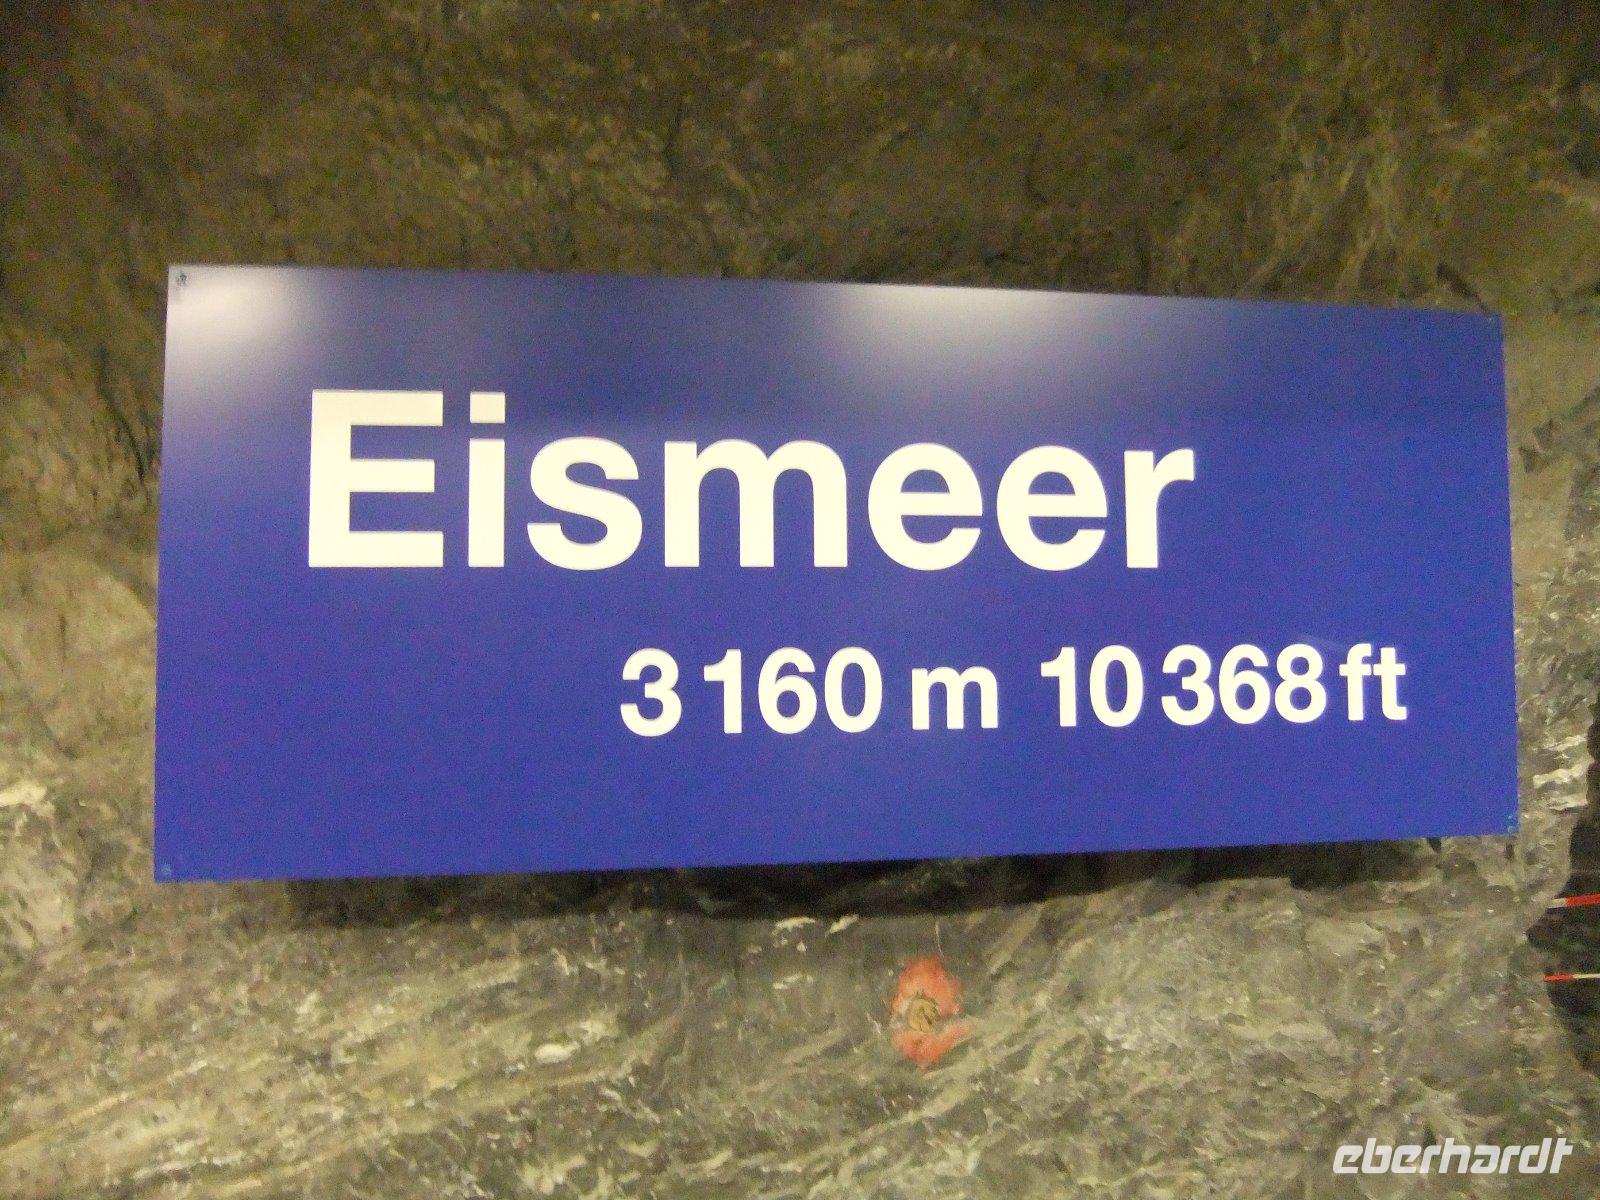 Eismeer
3 160 m 10 368 ft
eberhardt